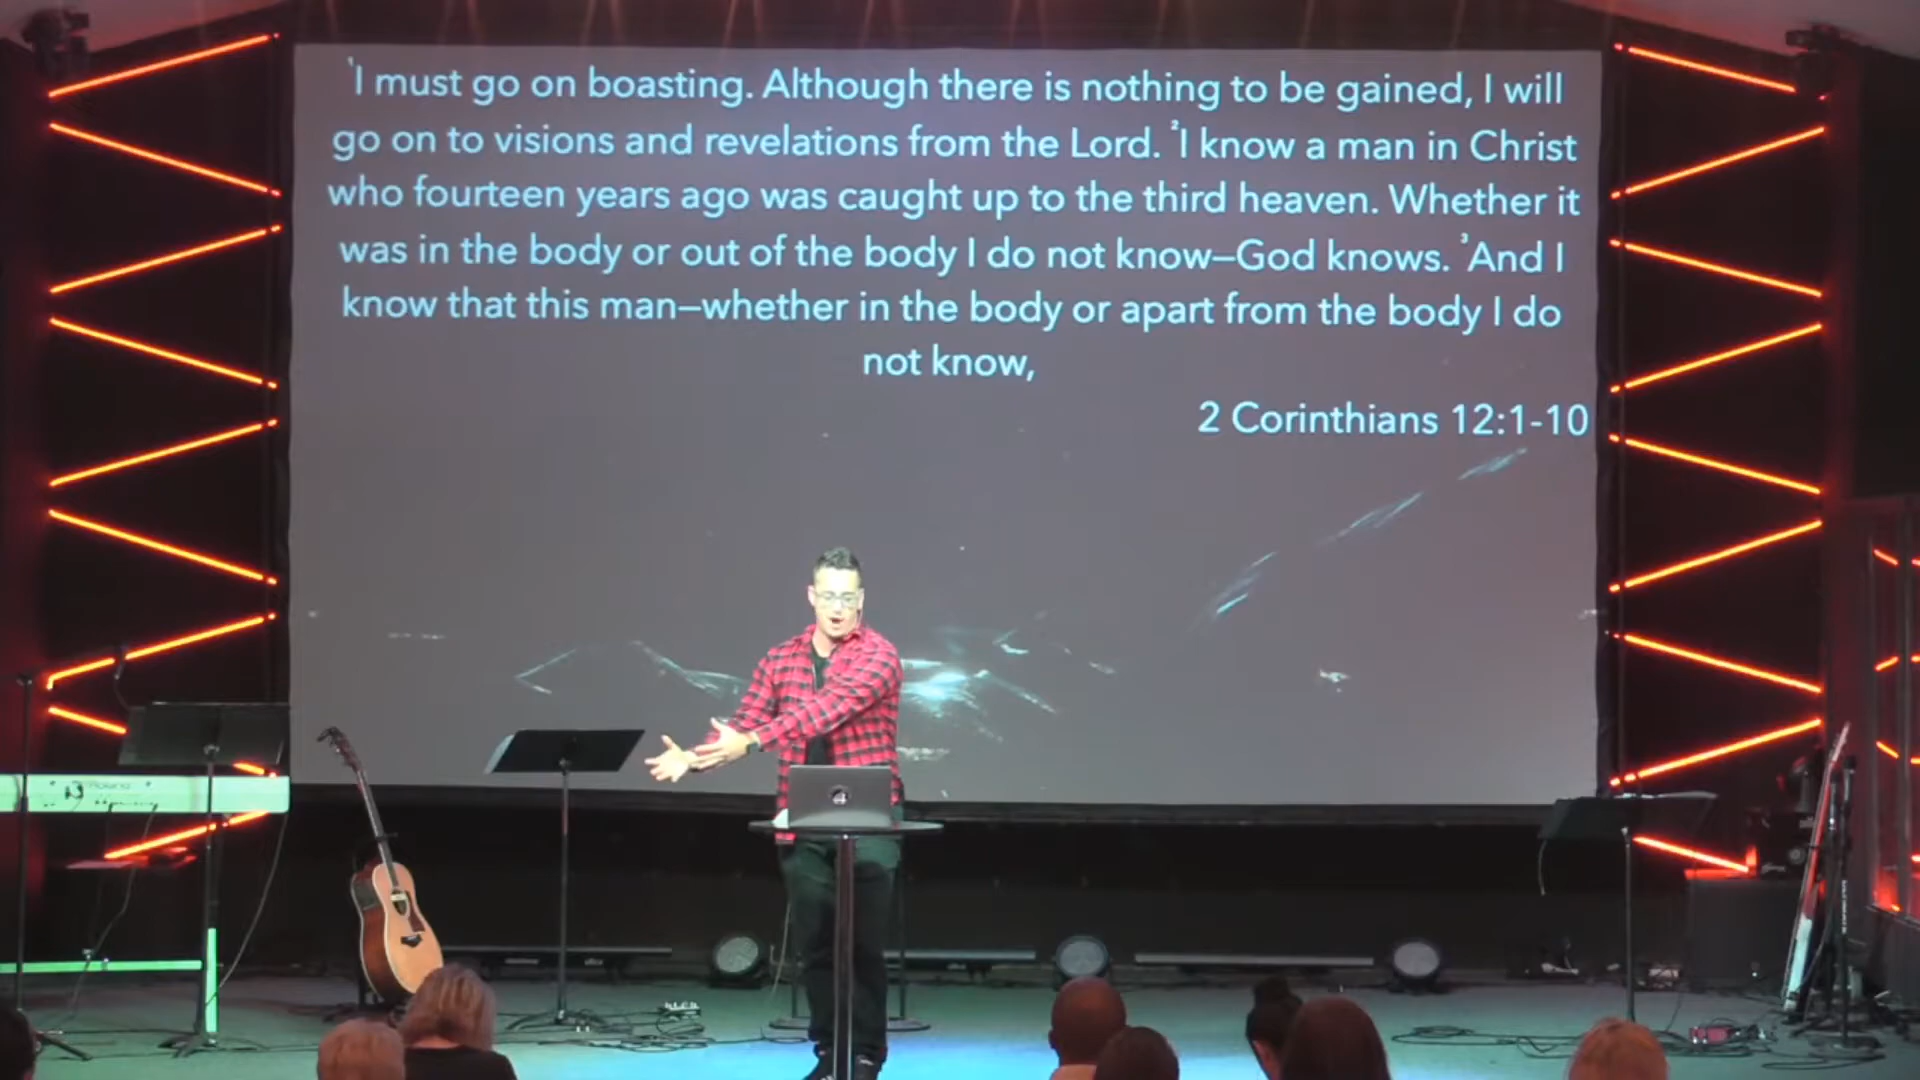 ¹I must go on boasting. Although there is nothing to be gained, I will
go on to visions and revelations from the Lord. ²I know a man in Christ
who fourteen years ago was caught up to the third heaven. Whether it
was in the body or out of the body I do not know—God knows. ³And I
know that this man—whether in the body or apart from the body I do
not know,
2 Corinthians 12:1-10